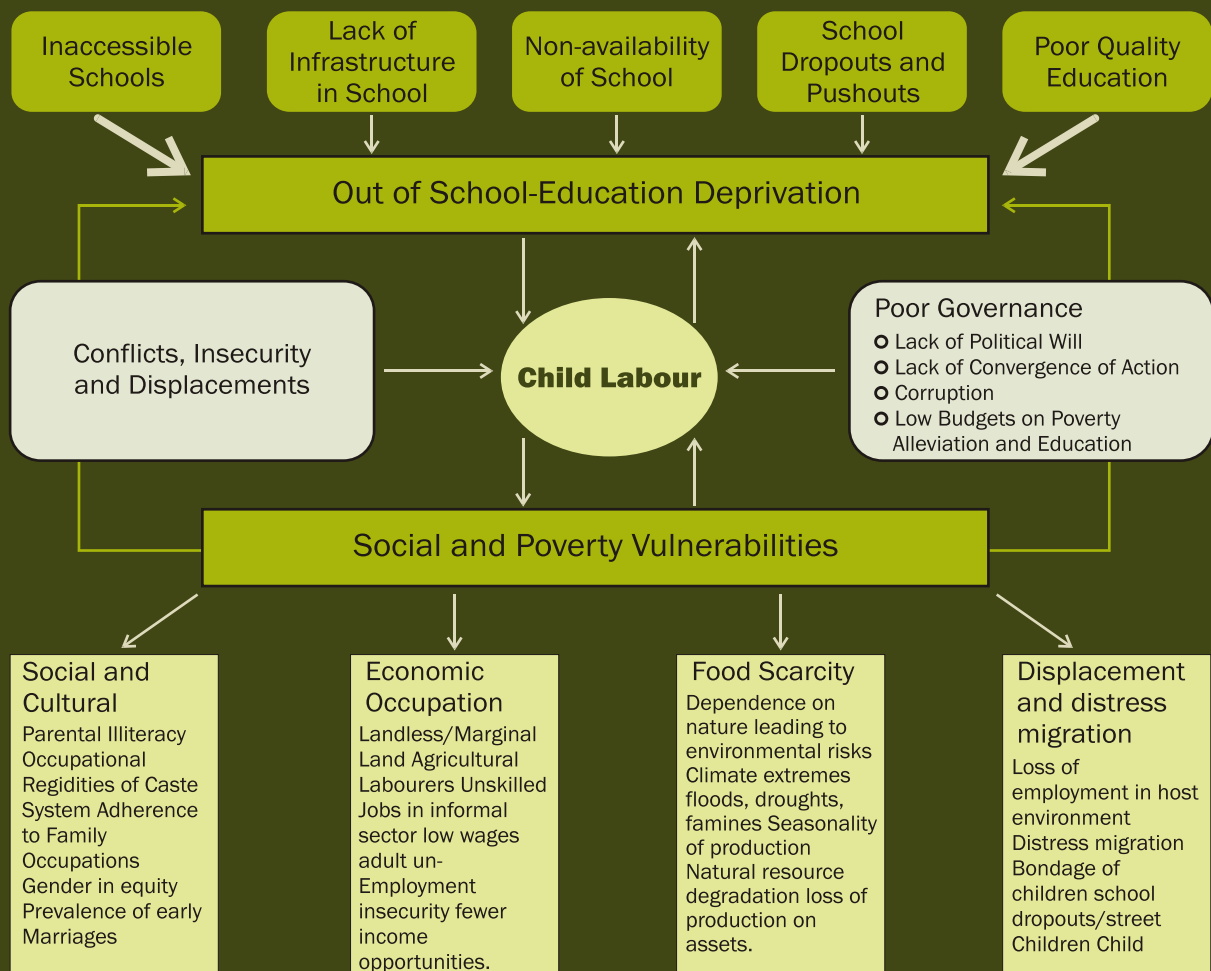 Inaccessible
Schools
Lack of
Infrastructure
in School
Non-availability
of School
School
Dropouts and
Pushouts
Poor Quality
Education
Out of School-Education Deprivation
Conflicts, Insecurity
and Displacements
Child Labour
Poor Governance
Lack of Political Will
Lack of Convergence of Action
Corruption
Low Budgets on Poverty
Alleviation and Education
Social and Poverty Vulnerabilities
Social and
Cultural
Parental Illiteracy
Occupational
Regidities of Caste
System Adherence
to Family
Occupations
Gender in equity
Prevalence of early
Marriages
Economic
Occupation
Landless/Marginal
Land Agricultural
Labourers Unskilled
Jobs in informal
sector low wages
adult un-
Employment
insecurity fewer
income
opportunities.
Food Scarcity
Dependence on
nature leading to
environmental risks
Climate extremes
floods, droughts,
famines Seasonality
of production
Natural resource
degradation loss of
production on
assets.
Displacement
and distress
migration
Loss of
employment in host
environment
Distress migration
Bondage of
children school
dropouts/street
Children Child